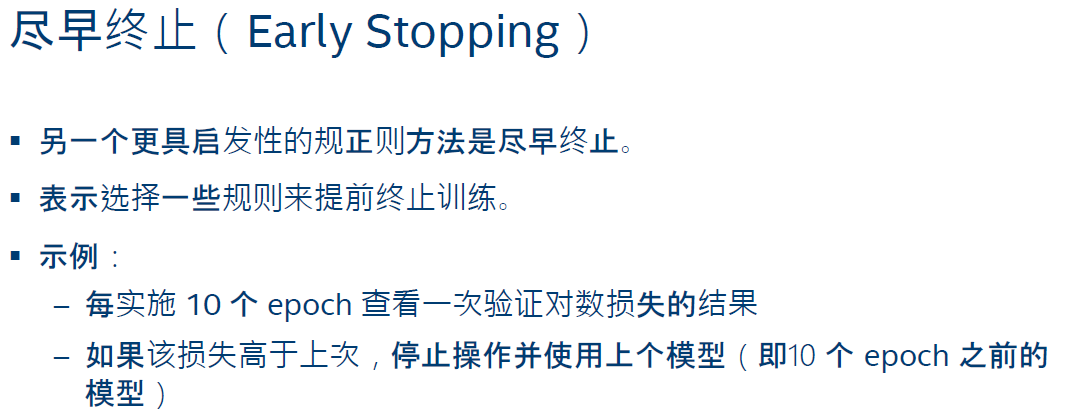 尽早终止（Early Stopping）
▪ 另一个更具启发性的规正则方法是尽早终止。
▪ 表示选择一些规则来提前终止训练。
▪ 示例：
– 每实施 10 个 epoch 查看一次验证对数损失的结果
– 如果该损失高于上次，停止操作并使用上个模型（即10 个 epoch 之前的
模型）